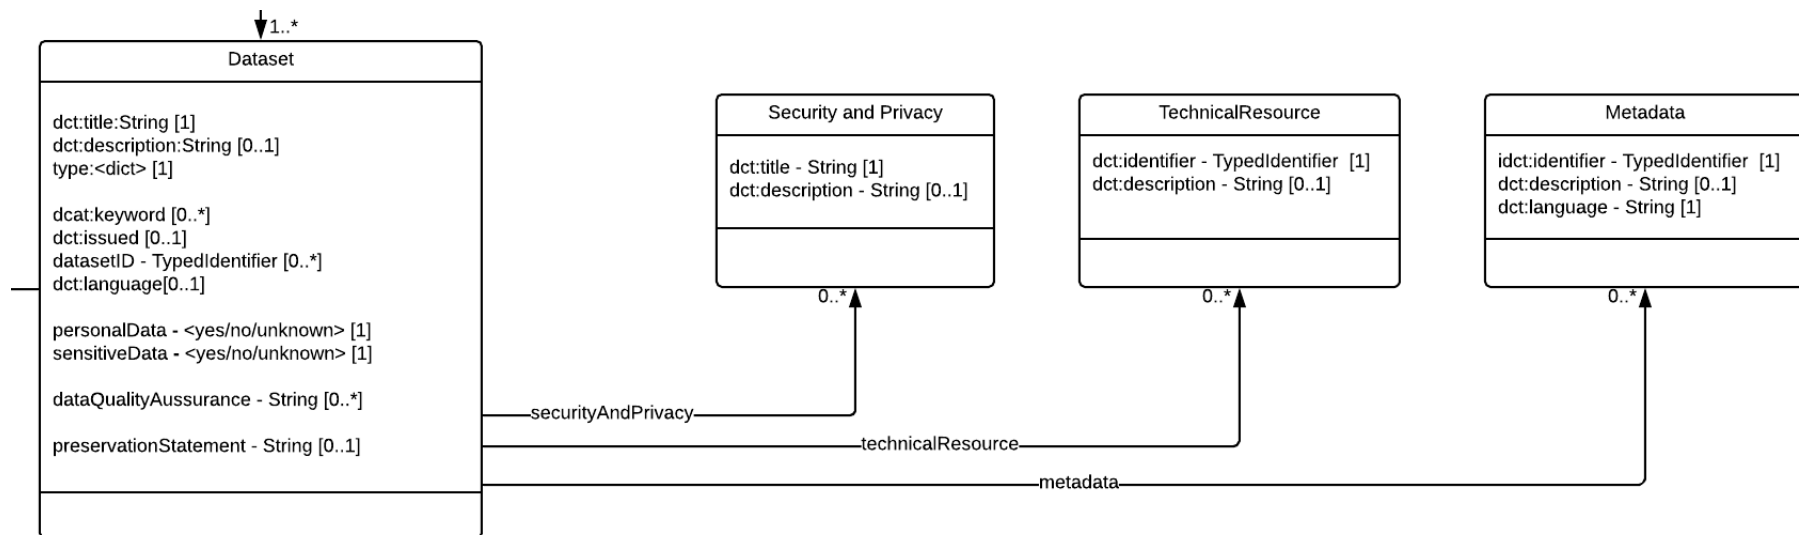 1..*
Dataset
dct:title:String [1]
dct:description:String [0..1]
type:<dict> [1]
dcat:keyword [0..*]
dct:issued [0..1]
datasetID - TypedIdentifier [0..*]
dct:language[0..1]
personalData - <yes/no/unknown> [1]
sensitiveData - <yes/no/unknown> [1]
dataQualityAussurance - String [0..*]
preservationStatement - String [0..1]
Security and Privacy
dct:title - String [1]
dct:description - String [0..1]
0..*
TechnicalResource
dct:identifier - TypedIdentifier  [1]
dct:description - String [0..1]
0..*
Metadata
idct:identifier - TypedIdentifier  [1]
dct:description - String [0..1]
dct:language - String [1]
0..*
securityAndPrivacy
technicalResource
metadata